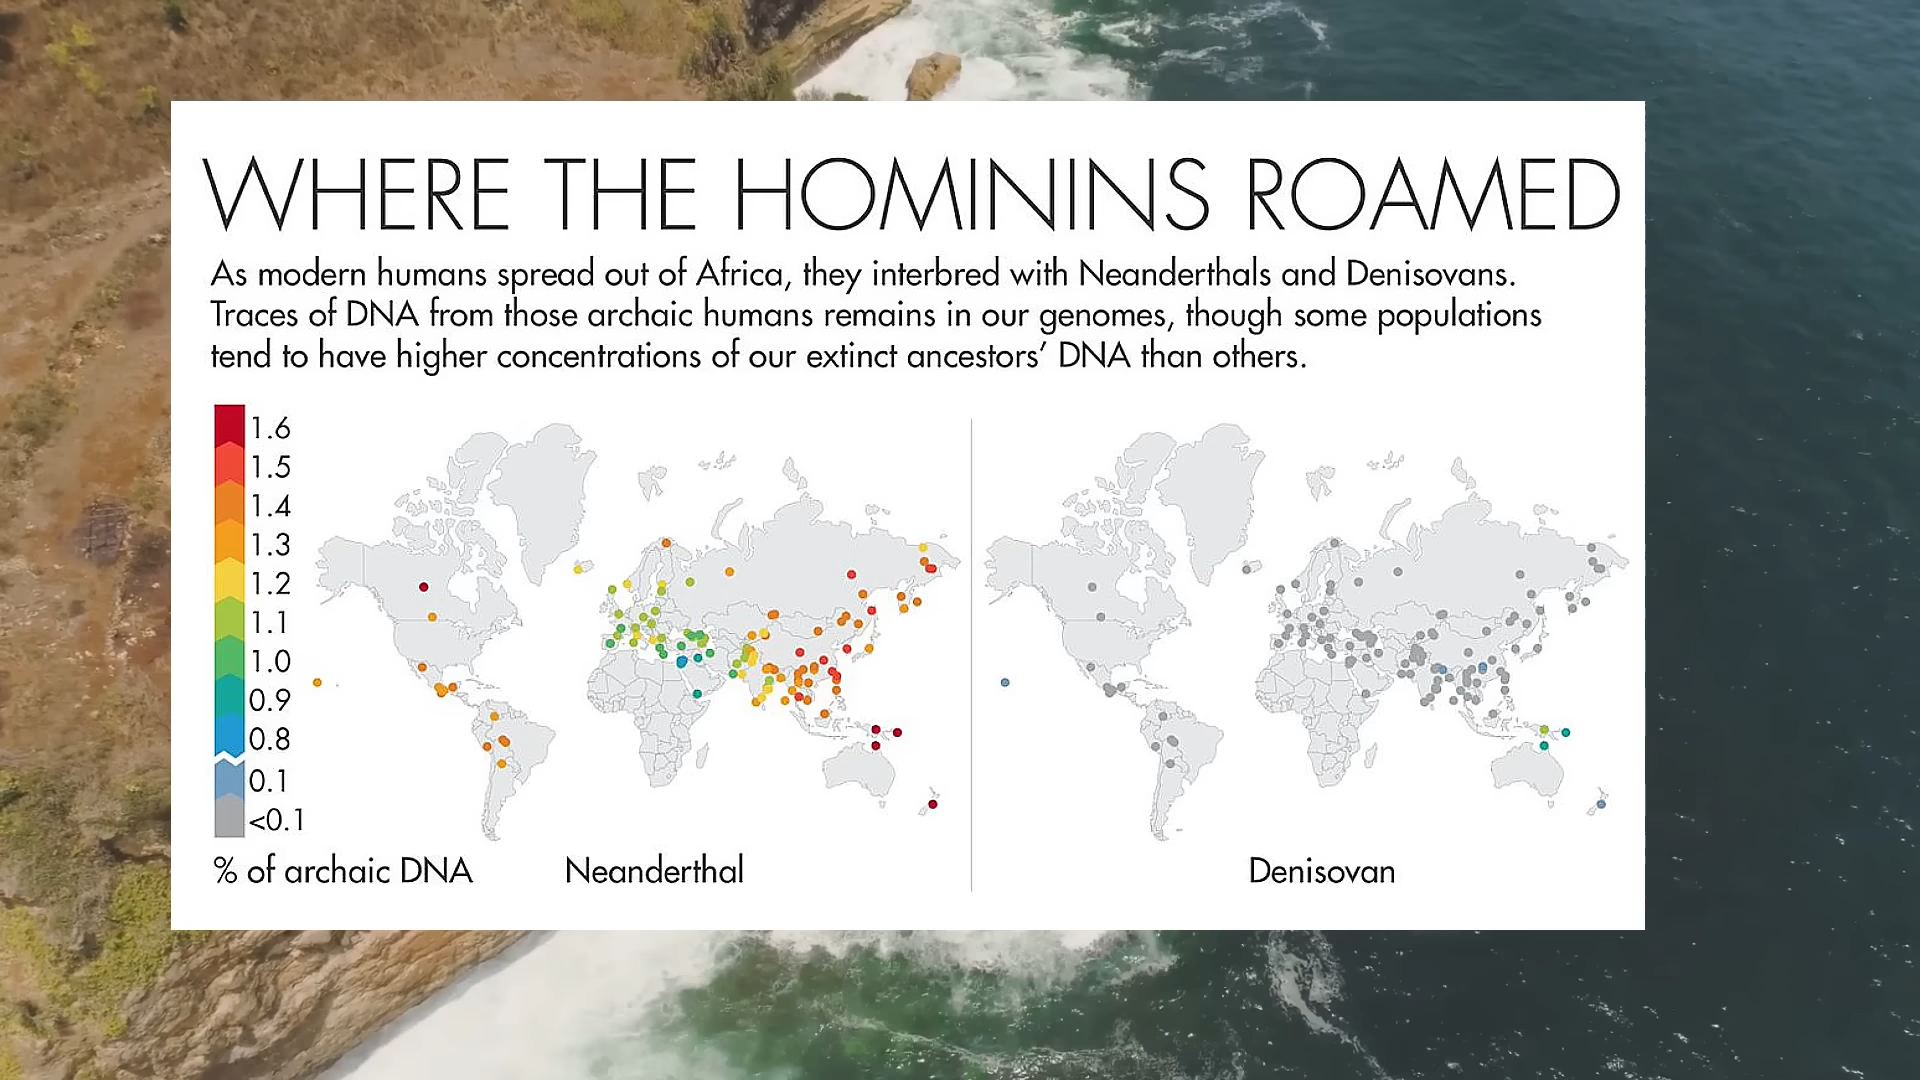 WHERE THE HOMININS ROAMED
As modern humans spread out of Africa, they interbred with Neanderthals and Denisovans.
Traces of DNA from those archaic humans remains in our genomes, though some populations
tend to have higher concentrations of our extinct ancestors’ DNA than others.
1.6
1.5
1.4
1.3
1.2
1.1
1.0
0.9
0.8
0.1
<0.1
% of archaic DNA
Neanderthal
Denisovan